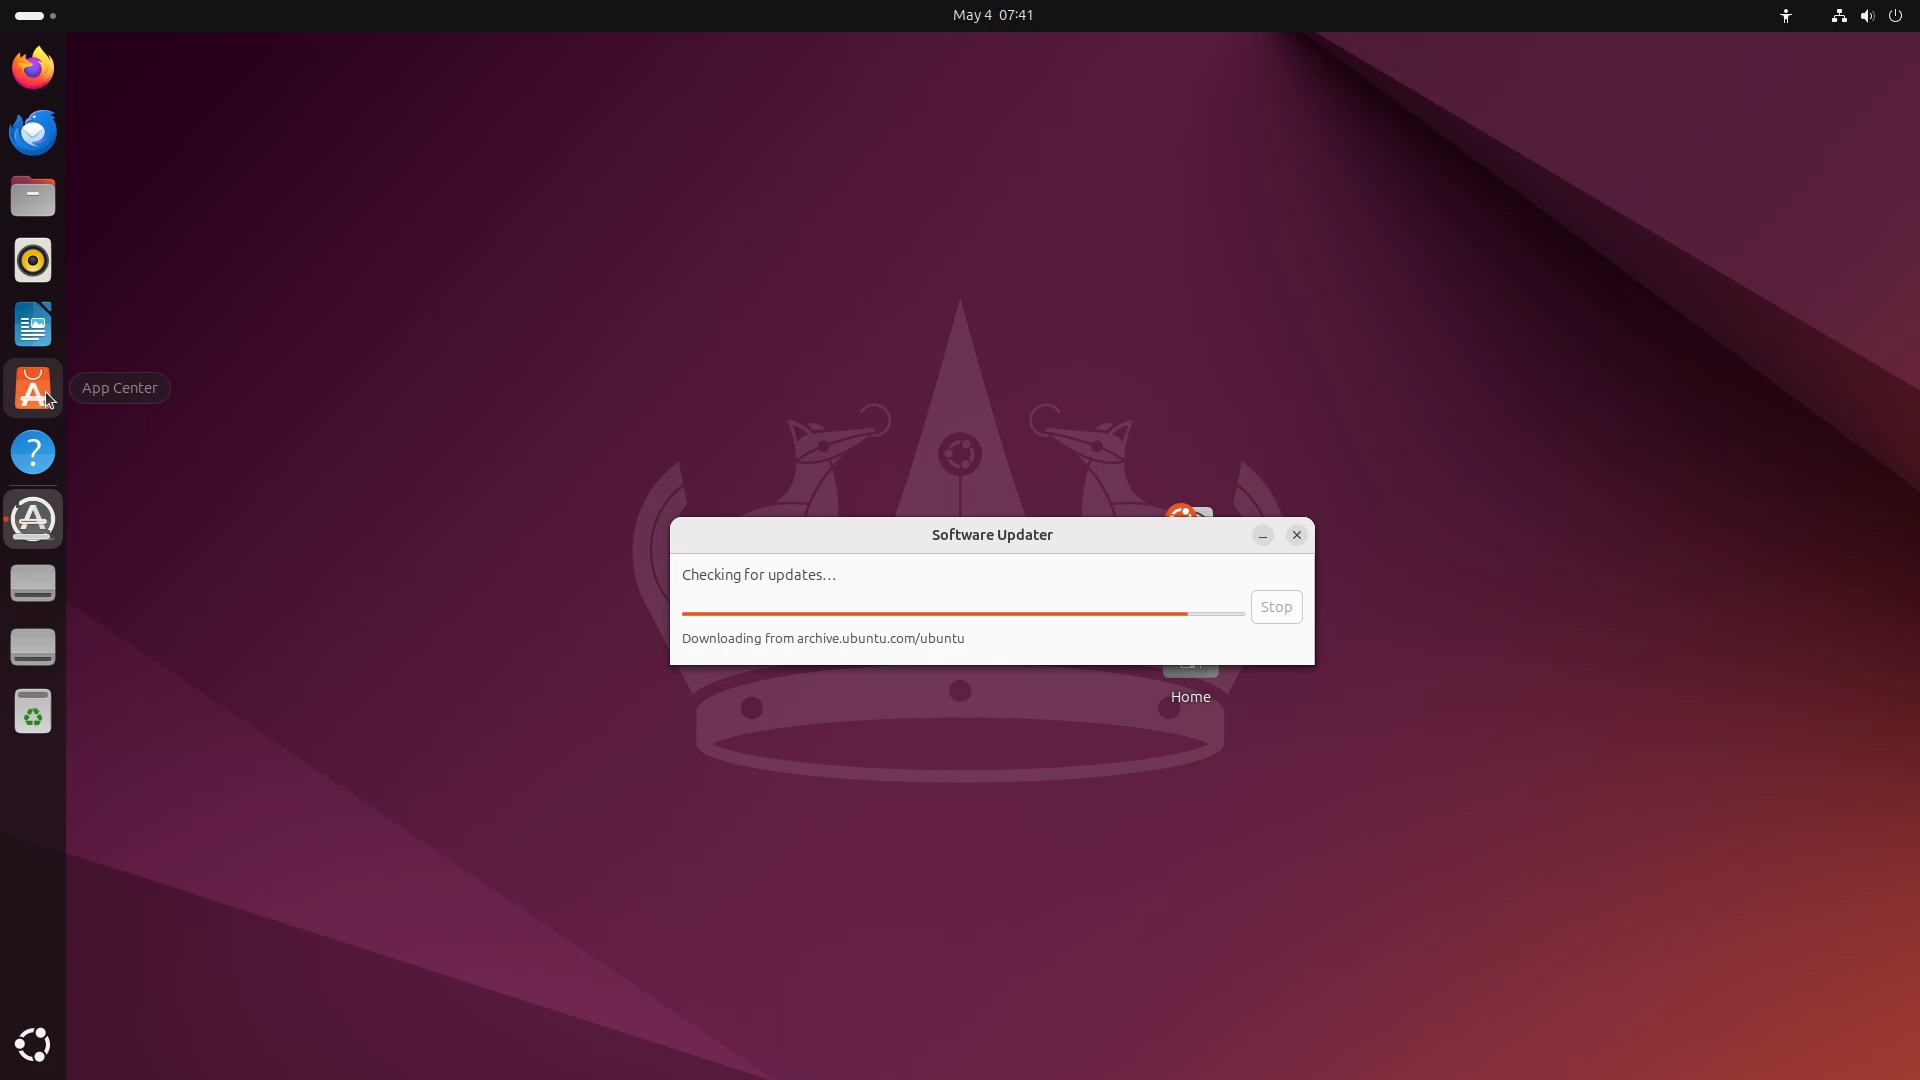 May 4 07:41
App Center
Software Updater
Checking for updates…
Stop
Downloading from archive.ubuntu.com/ubuntu
Home